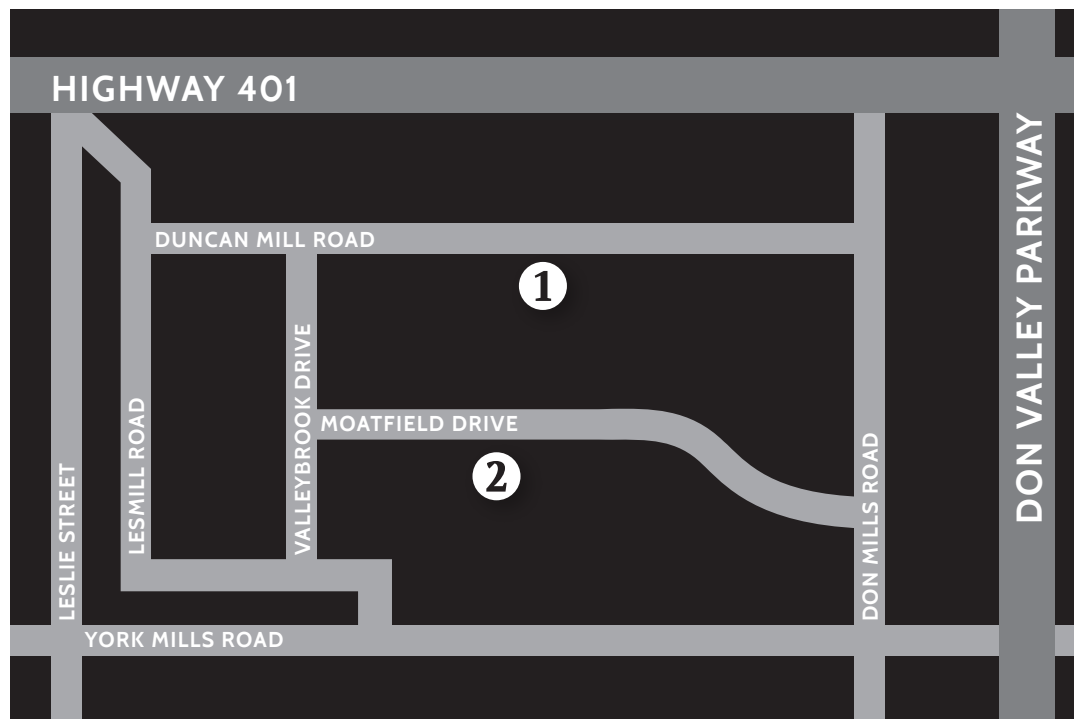 HIGHWAY 401
DON VALLEY PARKWAY
DUNCAN MILL ROAD
1
VALLEYBROOK DRIVE
MOATFIELD DRIVE
2
LESMILL ROAD
LESLIE STREET
DON MILLS ROAD
YORK MILLS ROAD